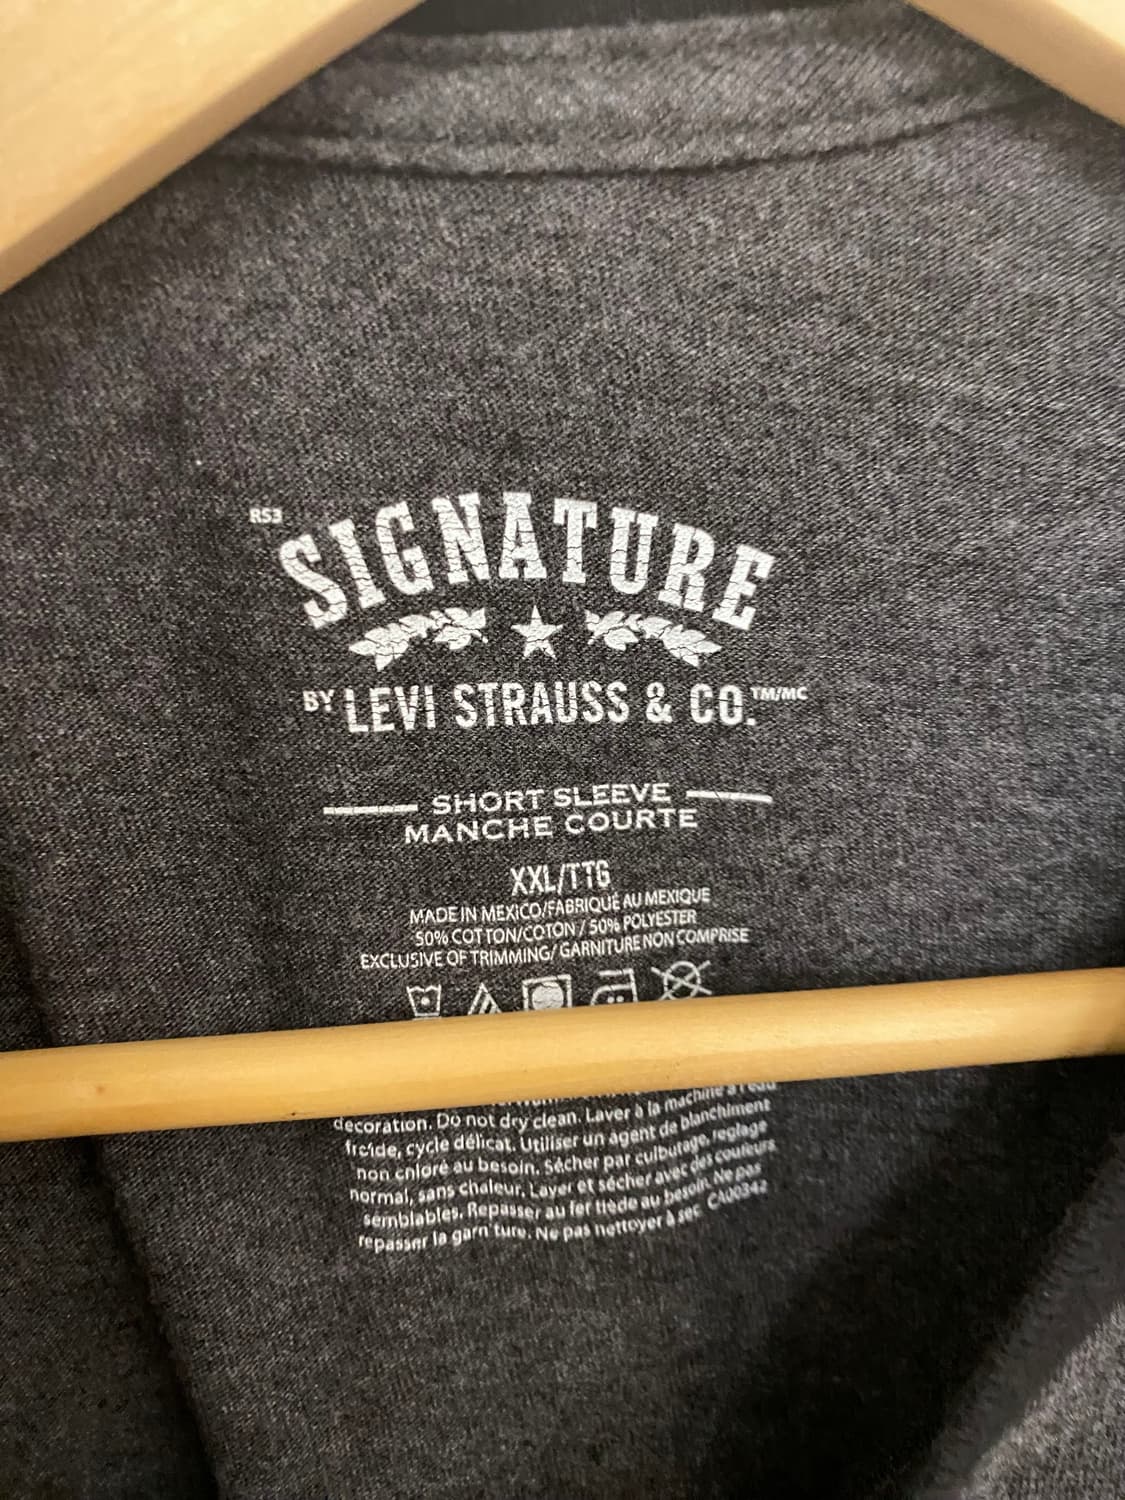 RS3
SIGNATURE
BY LEVI STRAUSS & CO. TM/MC
SHORT SLEEVE
MANCHE COURTE
XXL/TTG
MADE IN MEXICO/FABRIQUÉ AU MEXIQUE
50% COTTON/COTON / 50% POLYESTER
EXCLUSIVE OF TRIMMING/ GARNITURE NON COMPRISE
machine à l'eau
decoration. Do not dry clean. Laver à la machine à l'eau
froide, cycle délicat. Utiliser un agent de blanchiment
non chloré au besoin. Sécher par culbutage, reglage
normal, sans chaleur. Laver et sécher avec des couleurs
semblables. Repasser au fer tiede au besoin. Ne pas
repasser la garniture. Ne pas nettoyer à sec CA00342